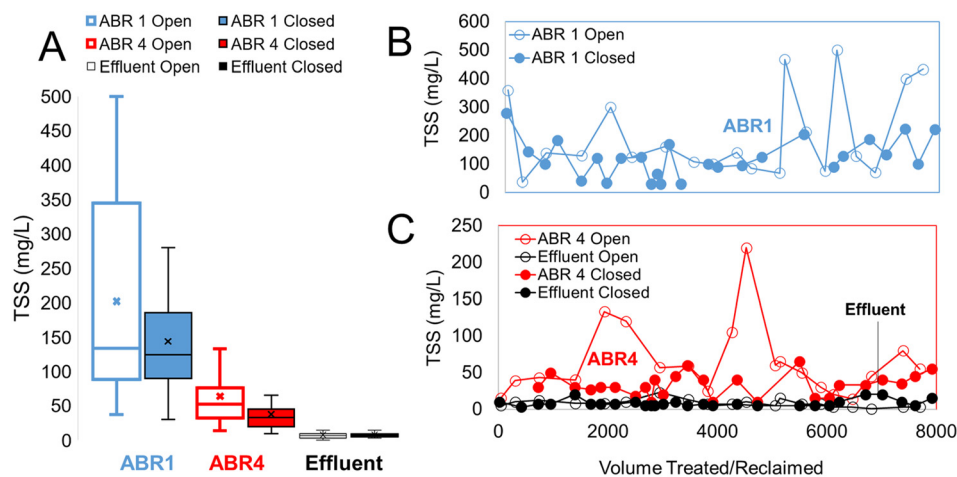 A
ABR 1 Open
ABR 1 Closed
ABR 4 Open
ABR 4 Closed
Effluent Open
Effluent Closed
TSS (mg/L)
500
450
400
350
300
250
200
150
100
50
0
ABR1
ABR4
Effluent
B
TSS (mg/L)
600
500
400
300
200
100
0
ABR 1 Open
ABR 1 Closed
ABR1
C
TSS (mg/L)
250
200
150
100
50
0
ABR 4 Open
Effluent Open
ABR 4 Closed
Effluent Closed
Effluent
ABR4
0
2000
4000
6000
8000
Volume Treated/Reclaimed